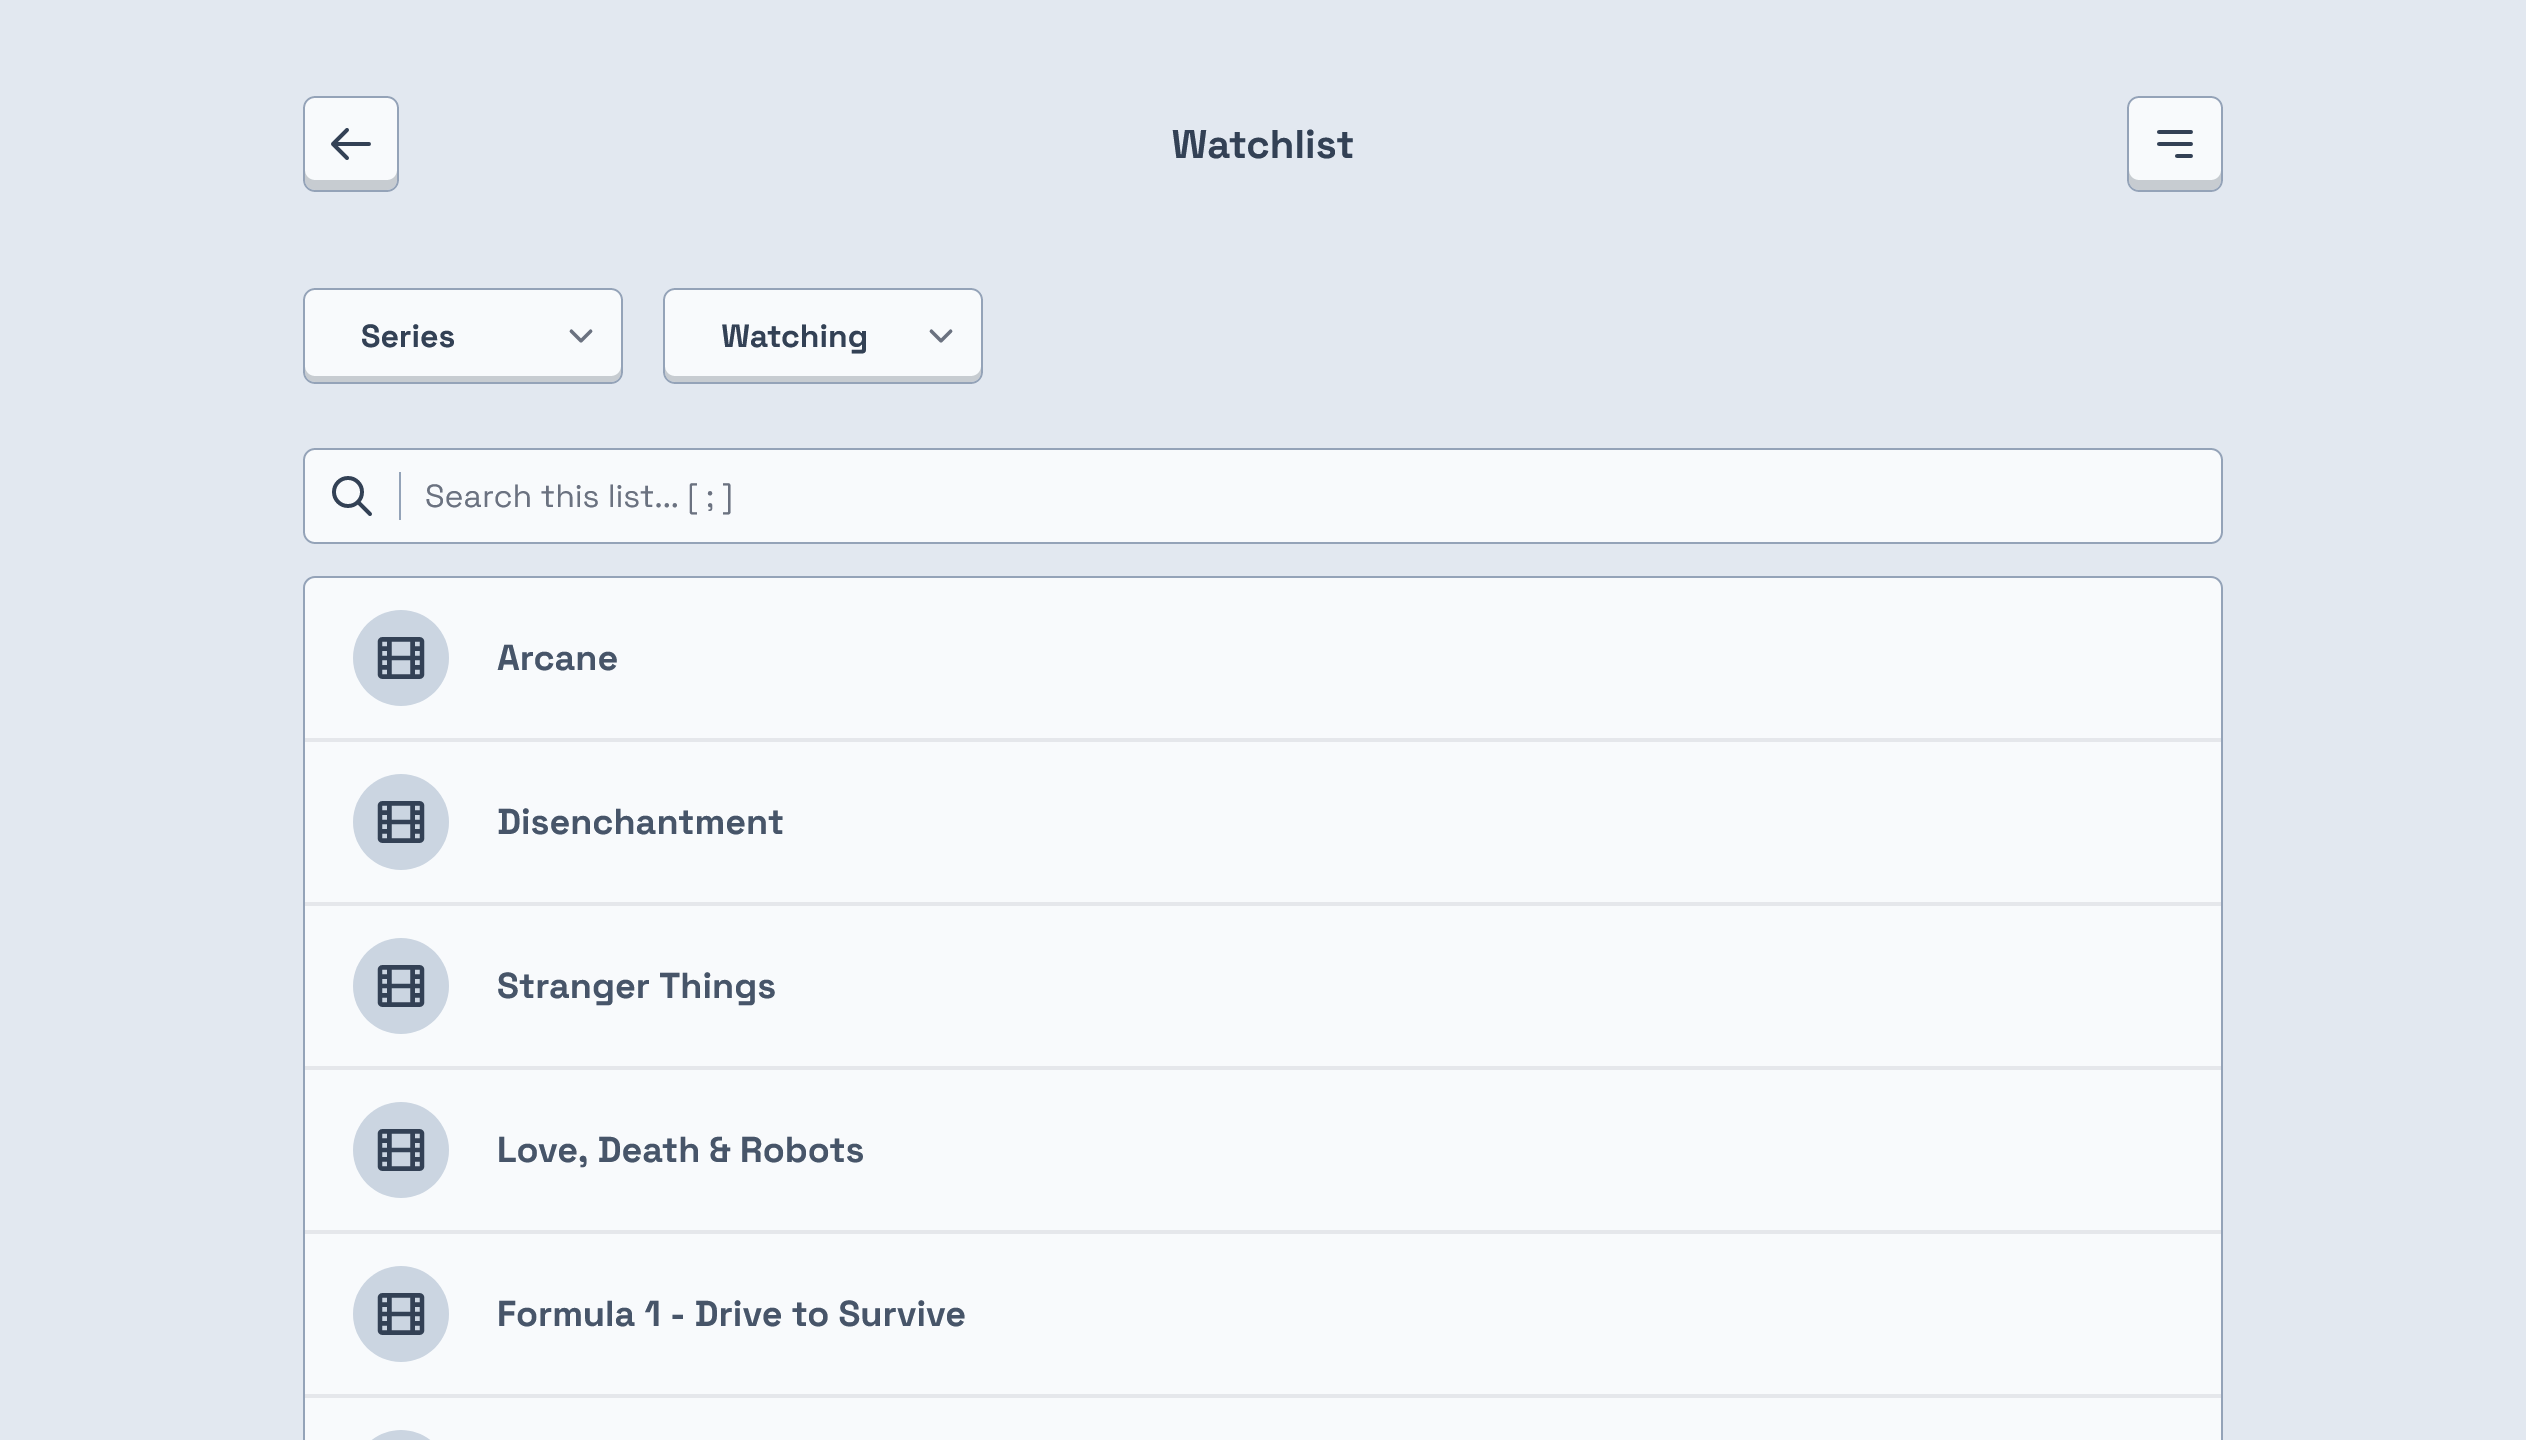 Watchlist
Series
Watching
Search this list... [ ; ]
Arcane
Disenchantment
Stranger Things
Love, Death & Robots
Formula 1 - Drive to Survive